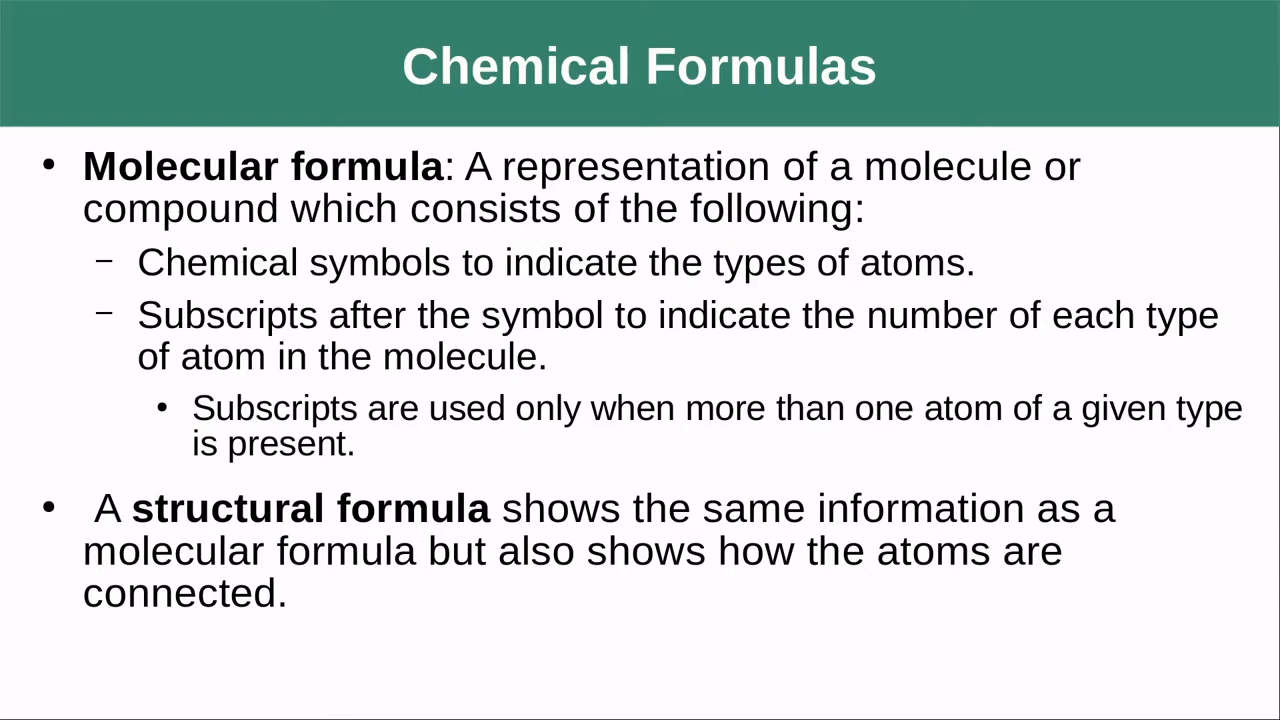 Chemical Formulas
• Molecular formula: A representation of a molecule or
compound which consists of the following:
– Chemical symbols to indicate the types of atoms.
– Subscripts after the symbol to indicate the number of each type
of atom in the molecule.
• Subscripts are used only when more than one atom of a given type
is present.
• A structural formula shows the same information as a
molecular formula but also shows how the atoms are
connected.